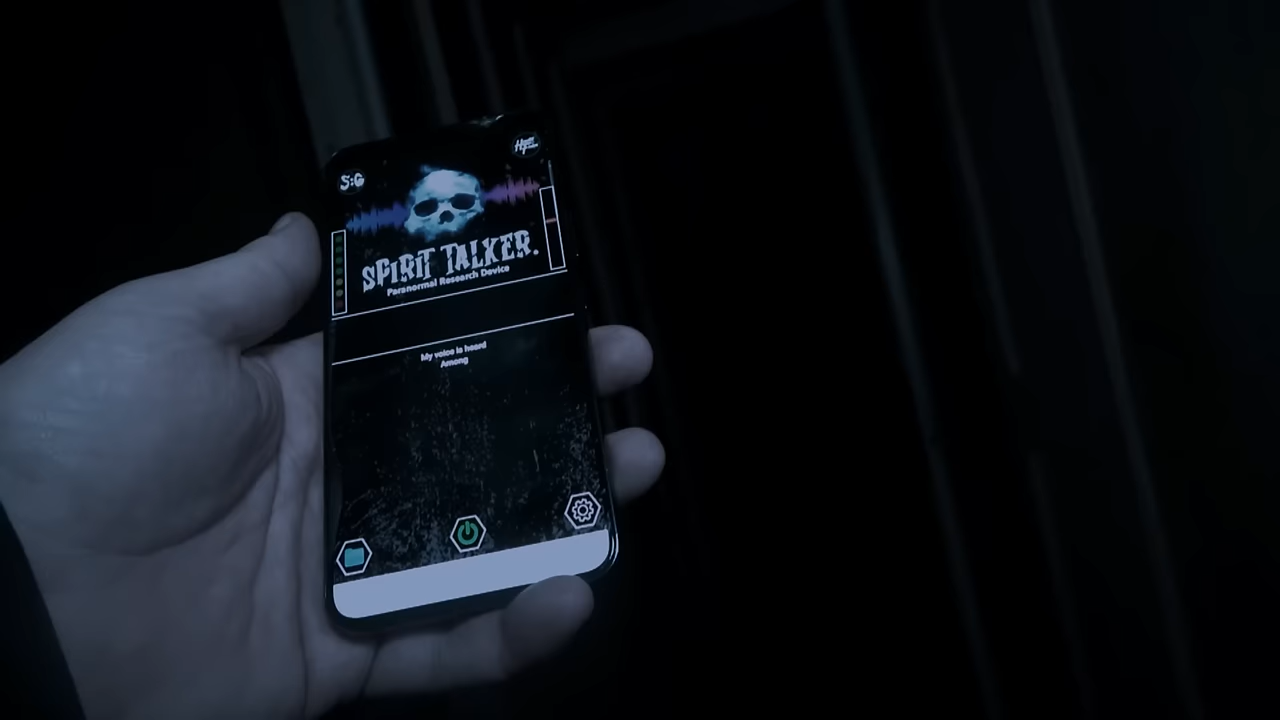 S:G
SPIRIT TALKER.
Paranormal Research Device
My voice is heard
Among